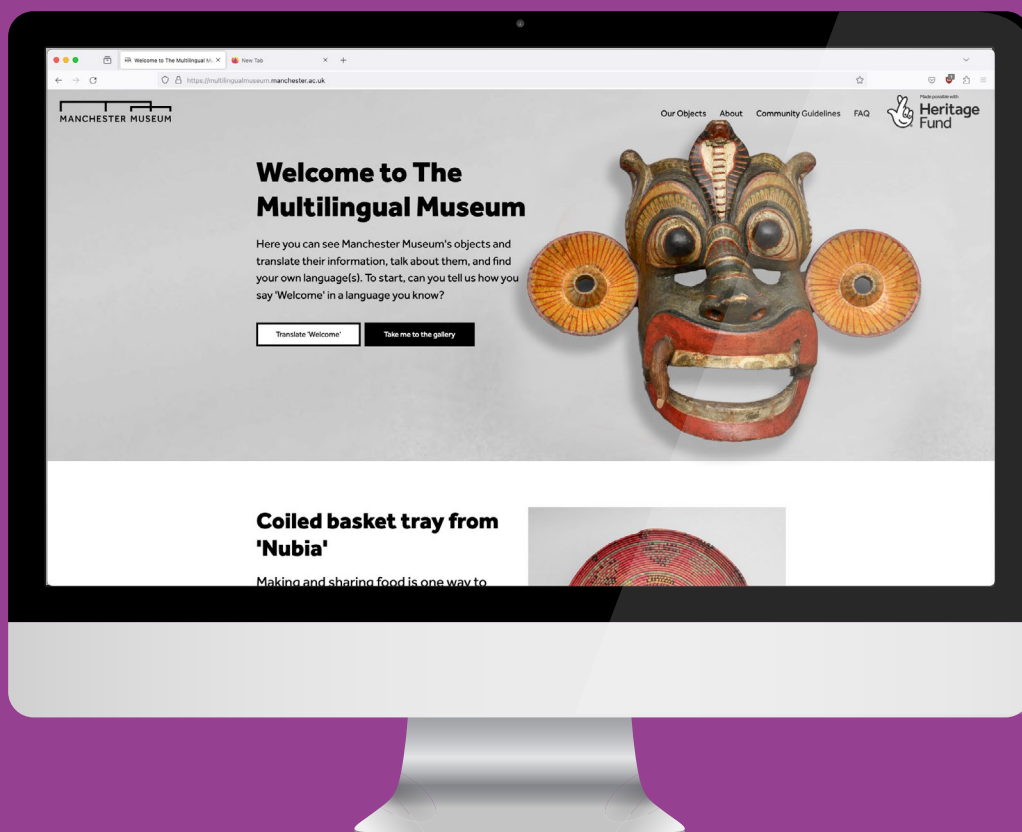 Welcome to The Multilingual Mu
New Tab
https://multilingualmuseum.manchester.ac.uk
MANCHESTER MUSEUM
Our Objects About Community Guidelines FAQ
Made possible with
Heritage
Fund
Welcome to The
Multilingual Museum
Here you can see Manchester Museum's objects and
translate their information, talk about them, and find
your own language(s). To start, can you tell us how you
say 'Welcome' in a language you know?
Translate 'Welcome' Take me to the gallery
Coiled basket tray from
'Nubia'
Making and sharing food is one way to